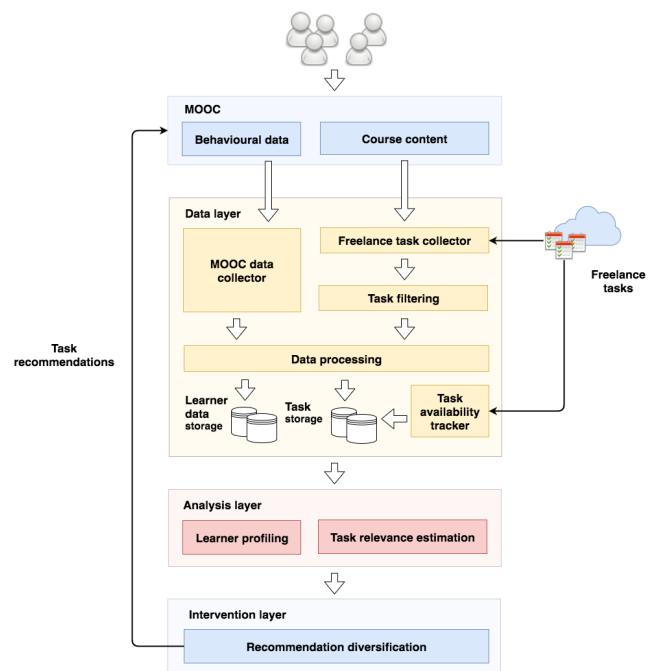 MOOC
Behavioural data
Course content
Data layer
MOOC data
collector
Freelance task collector
Task filtering
Freelance
tasks
Data processing
Task
recommendations
Learner
data
storage
Task
storage
Task
availability
tracker
Analysis layer
Learner profiling
Task relevance estimation
Intervention layer
Recommendation diversification